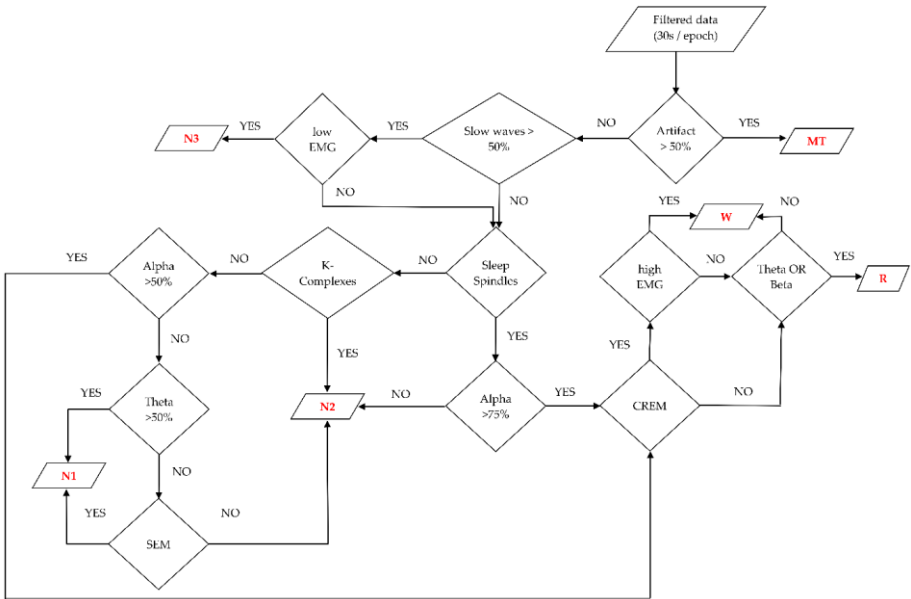 Filtered data
(30s / epoch)
YES
low
EMG
YES
Slow waves >
50%
NO
Artifact
> 50%
YES
N3
MT
NO
NO
YES
W
NO
YES
Alpha
>50%
NO
K-
Complexes
NO
Sleep
Spindles
high
EMG
NO
Theta OR
Beta
YES
R
NO
YES
YES
YES
YES
Theta
>50%
N2
NO
Alpha
>75%
YES
CREM
NO
N1
NO
YES
SEM
NO